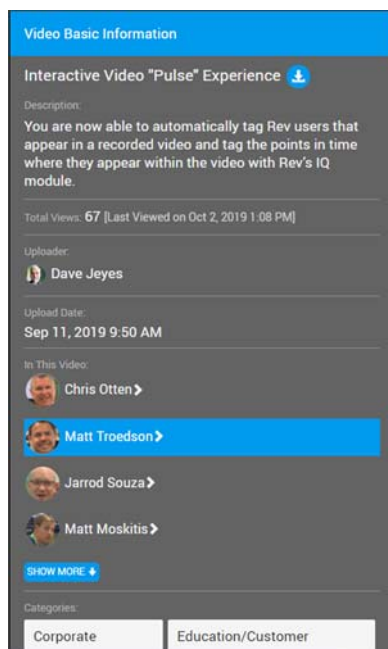 Video Basic Information
Interactive Video "Pulse" Experience
Description:
You are now able to automatically tag Rev users that
appear in a recorded video and tag the points in time
where they appear within the video with Rev's IQ
module.
Total Views: 67 [Last Viewed on Oct 2, 2019 1:08 PM]
Uploader:
Dave Jeyes
Upload Date:
Sep 11, 2019 9:50 AM
In This Video:
Chris Otten
Matt Troedson
Jarrod Souza
Matt Moskitis
SHOW MORE
Categories:
Corporate Education/Customer